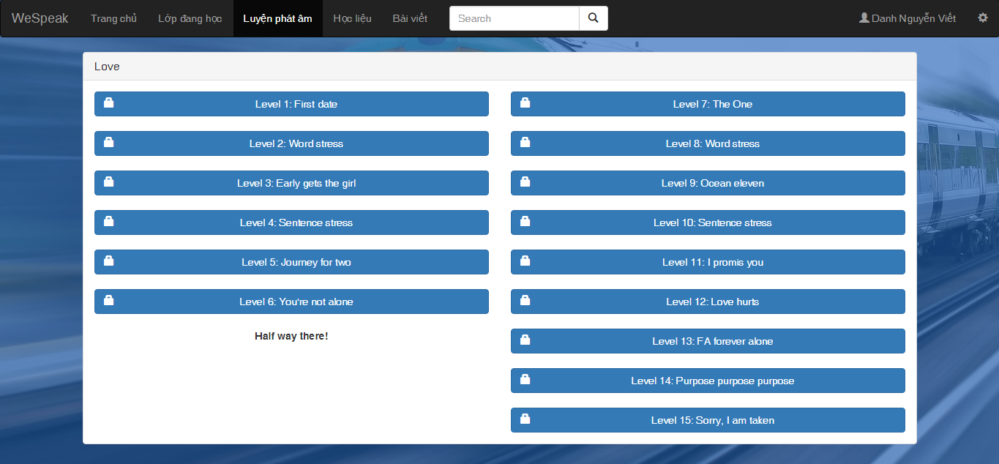 WeSpeak Trang chủ Lớp đang học Luyện phát âm Học liệu Bài viết Search Danh Nguyễn Viết
Love
Level 1: First date
Level 2: Word stress
Level 3: Early gets the girl
Level 4: Sentence stress
Level 5: Journey for two
Level 6: You're not alone
Half way there!
Level 7: The One
Level 8: Word stress
Level 9: Ocean eleven
Level 10: Sentence stress
Level 11: I promis you
Level 12: Love hurts
Level 13: FA forever alone
Level 14: Purpose purpose purpose
Level 15: Sorry, I am taken